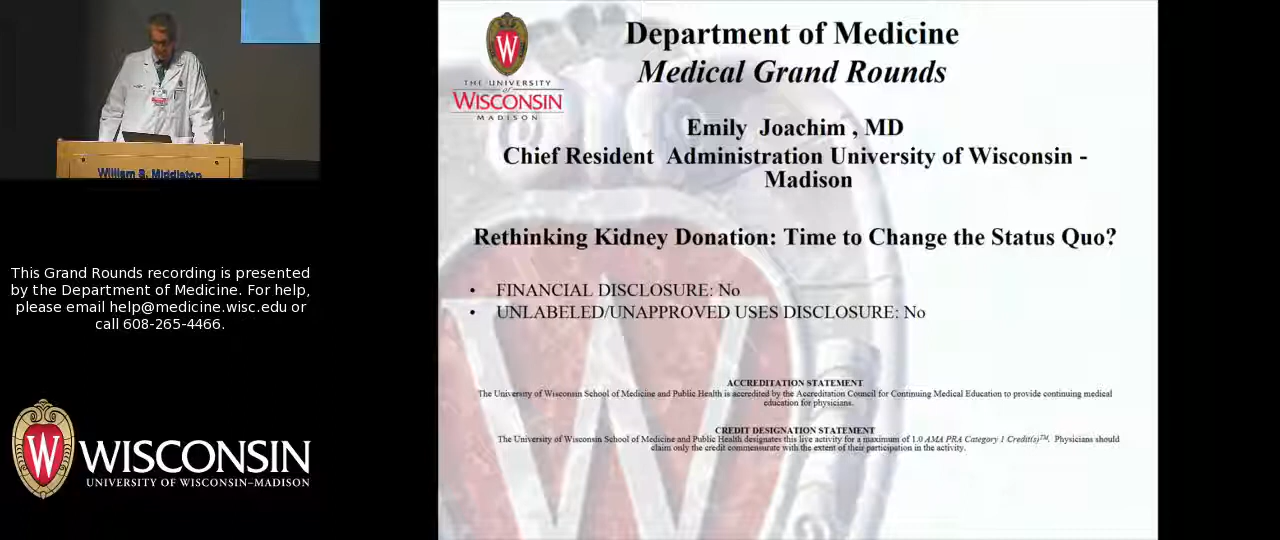 William S. Middleton
This Grand Rounds recording is presented
by the Department of Medicine. For help,
please email help@medicine.wisc.edu or
call 608-265-4466.
W
WISCONSIN
UNIVERSITY OF WISCONSIN–MADISON
W
THE UNIVERSITY
of
WISCONSIN
MADISON
Department of Medicine
Medical Grand Rounds
Emily Joachim , MD
Chief Resident Administration University of Wisconsin -
Madison
Rethinking Kidney Donation: Time to Change the Status Quo?
• FINANCIAL DISCLOSURE: No
• UNLABELED/UNAPPROVED USES DISCLOSURE: No
ACCREDITATION STATEMENT
The University of Wisconsin School of Medicine and Public Health is accredited by the Accreditation Council for Continuing Medical Education to provide continuing medical
education for physicians.
CREDIT DESIGNATION STATEMENT
The University of Wisconsin School of Medicine and Public Health designates this live activity for a maximum of 1.0 AMA PRA Category 1 Credit(s)™. Physicians should
claim only the credit commensurate with the extent of their participation in the activity.